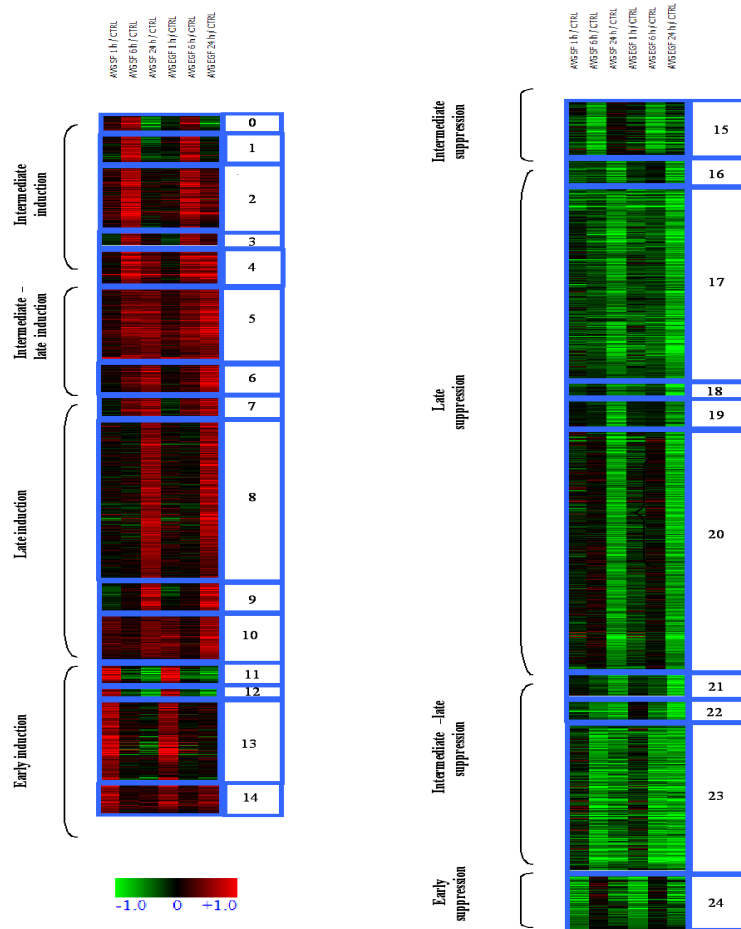 AVG SF 1 h / CTRL
AVG SF 6 h / CTRL
AVG SF 24 h / CTRL
AVG EGF 1 h / CTRL
AVG EGF 6 h / CTRL
AVG EGF 24 h / CTRL
Intermediate
induction
0
1
2
3
4
Intermediate –
late induction
5
6
Late induction
7
8
9
10
Early induction
11
12
13
14
-1.0 0 +1.0
AVG SF 1 h / CTRL
AVG SF 6 h / CTRL
AVG SF 24 h / CTRL
AVG EGF 1 h / CTRL
AVG EGF 6 h / CTRL
AVG EGF 24 h / CTRL
Intermediate
suppression
15
Late
suppression
16
17
18
19
20
Intermediate –late
suppression
21
22
23
Early
suppression
24